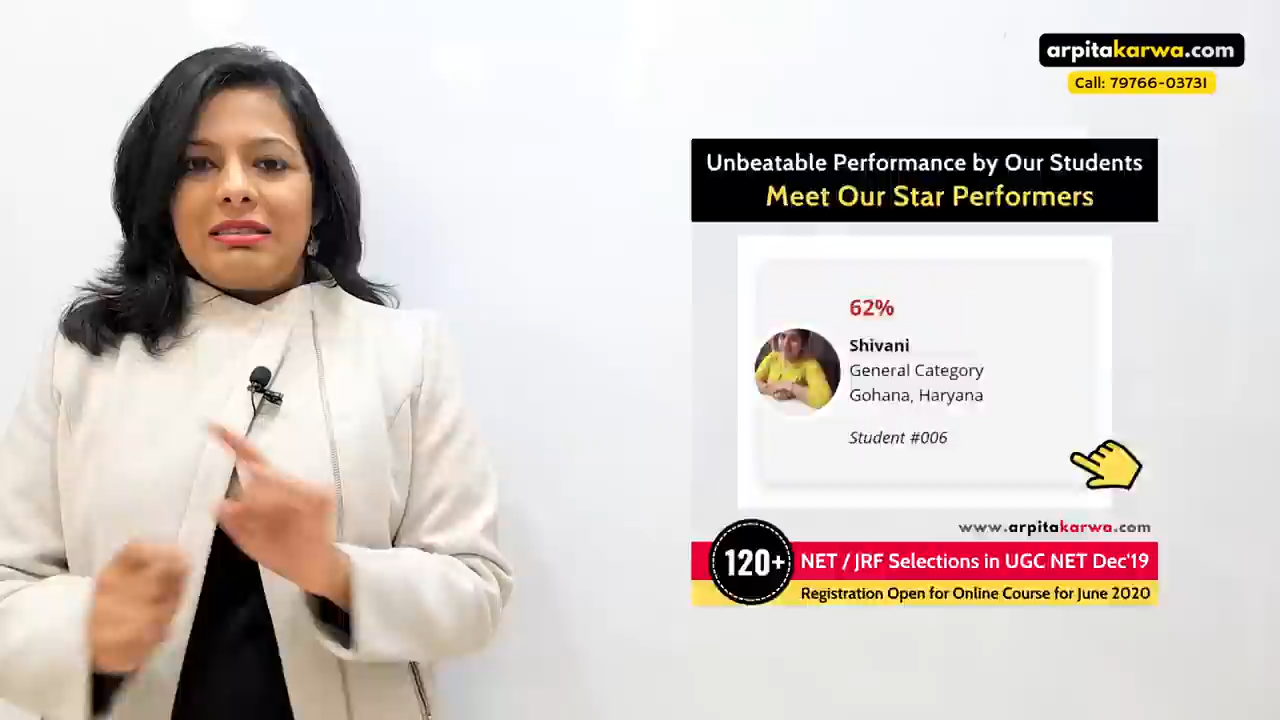 arpitakarwa.com
Call: 79766-03731
Unbeatable Performance by Our Students
Meet Our Star Performers
62%
Shivani
General Category
Gohana, Haryana
Student #006
www.arpitakarwa.com
120+
NET / JRF Selections in UGC NET Dec'19
Registration Open for Online Course for June 2020